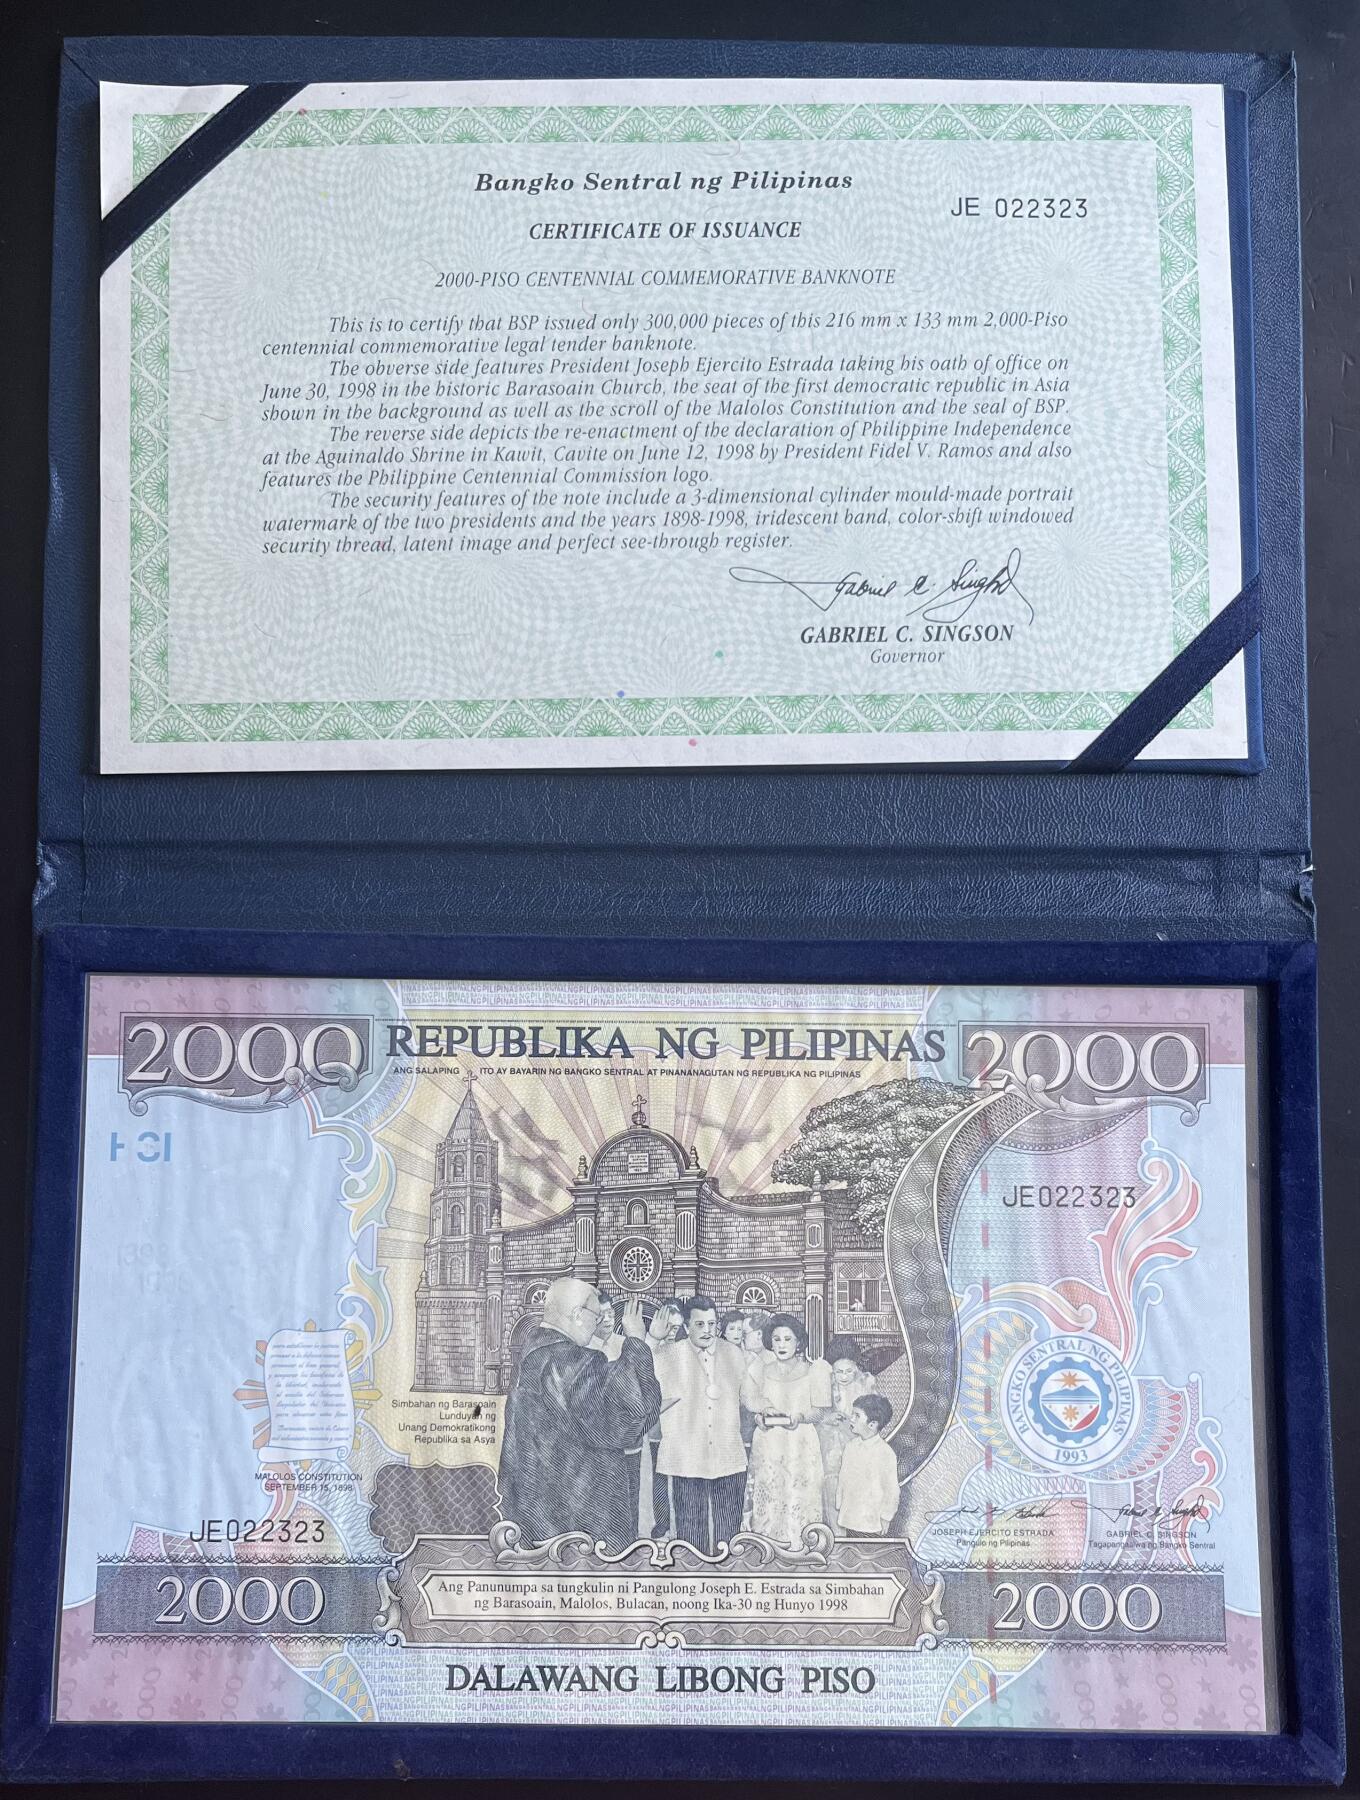 Bangko Sentral ng Pilipinas
JE 022323
CERTIFICATE OF ISSUANCE
2000-PISO CENTENNIAL COMMEMORATIVE BANKNOTE
This is to certify that BSP issued only 300,000 pieces of this 216 mm x 133 mm 2,000-Piso
centennial commemorative legal tender banknote.
The obverse side features President Joseph Ejercito Estrada taking his oath of office on
June 30, 1998 in the historic Barasoain Church, the seat of the first democratic republic in Asia
shown in the background as well as the scroll of the Malolos Constitution and the seal of BSP.
The reverse side depicts the re-enactment of the declaration of Philippine Independence
at the Aguinaldo Shrine in Kawit, Cavite on June 12, 1998 by President Fidel V. Ramos and also
features the Philippine Centennial Commission logo.
The security features of the note include a 3-dimensional cylinder mould-made portrait
watermark of the two presidents and the years 1898-1998, iridescent band, color-shift windowed
security thread, latent image and perfect see-through register.
Gabriel C. Singson
GABRIEL C. SINGSON
Governor
2000 REPUBLIKA NG PILIPINAS 2000
ANG SALAPING ITO AY BAYARIN NG BANGKO SENTRAL AT PINANANAGUTAN NG REPUBLIKA NG PILIPINAS
JE022323
Simbahan ng Barasoain
Lunduyan ng
Unang Demokratikong
Republika sa Asya
BANGKO SENTRAL NG PILIPINAS
1993
MALOLOS CONSTITUTION
SEPTEMBER 15, 1898
JE022323
JOSEPH EJERCITO ESTRADA
Pangulo ng Pilipinas
GABRIEL C. SINGSON
Tagapangasiwa ng Bangko Sentral
2000
Ang Panunumpa sa tungkulin ni Pangulong Joseph E. Estrada sa Simbahan
ng Barasoain, Malolos, Bulacan, noong Ika-30 ng Hunyo 1998
2000
DALAWANG LIBONG PISO